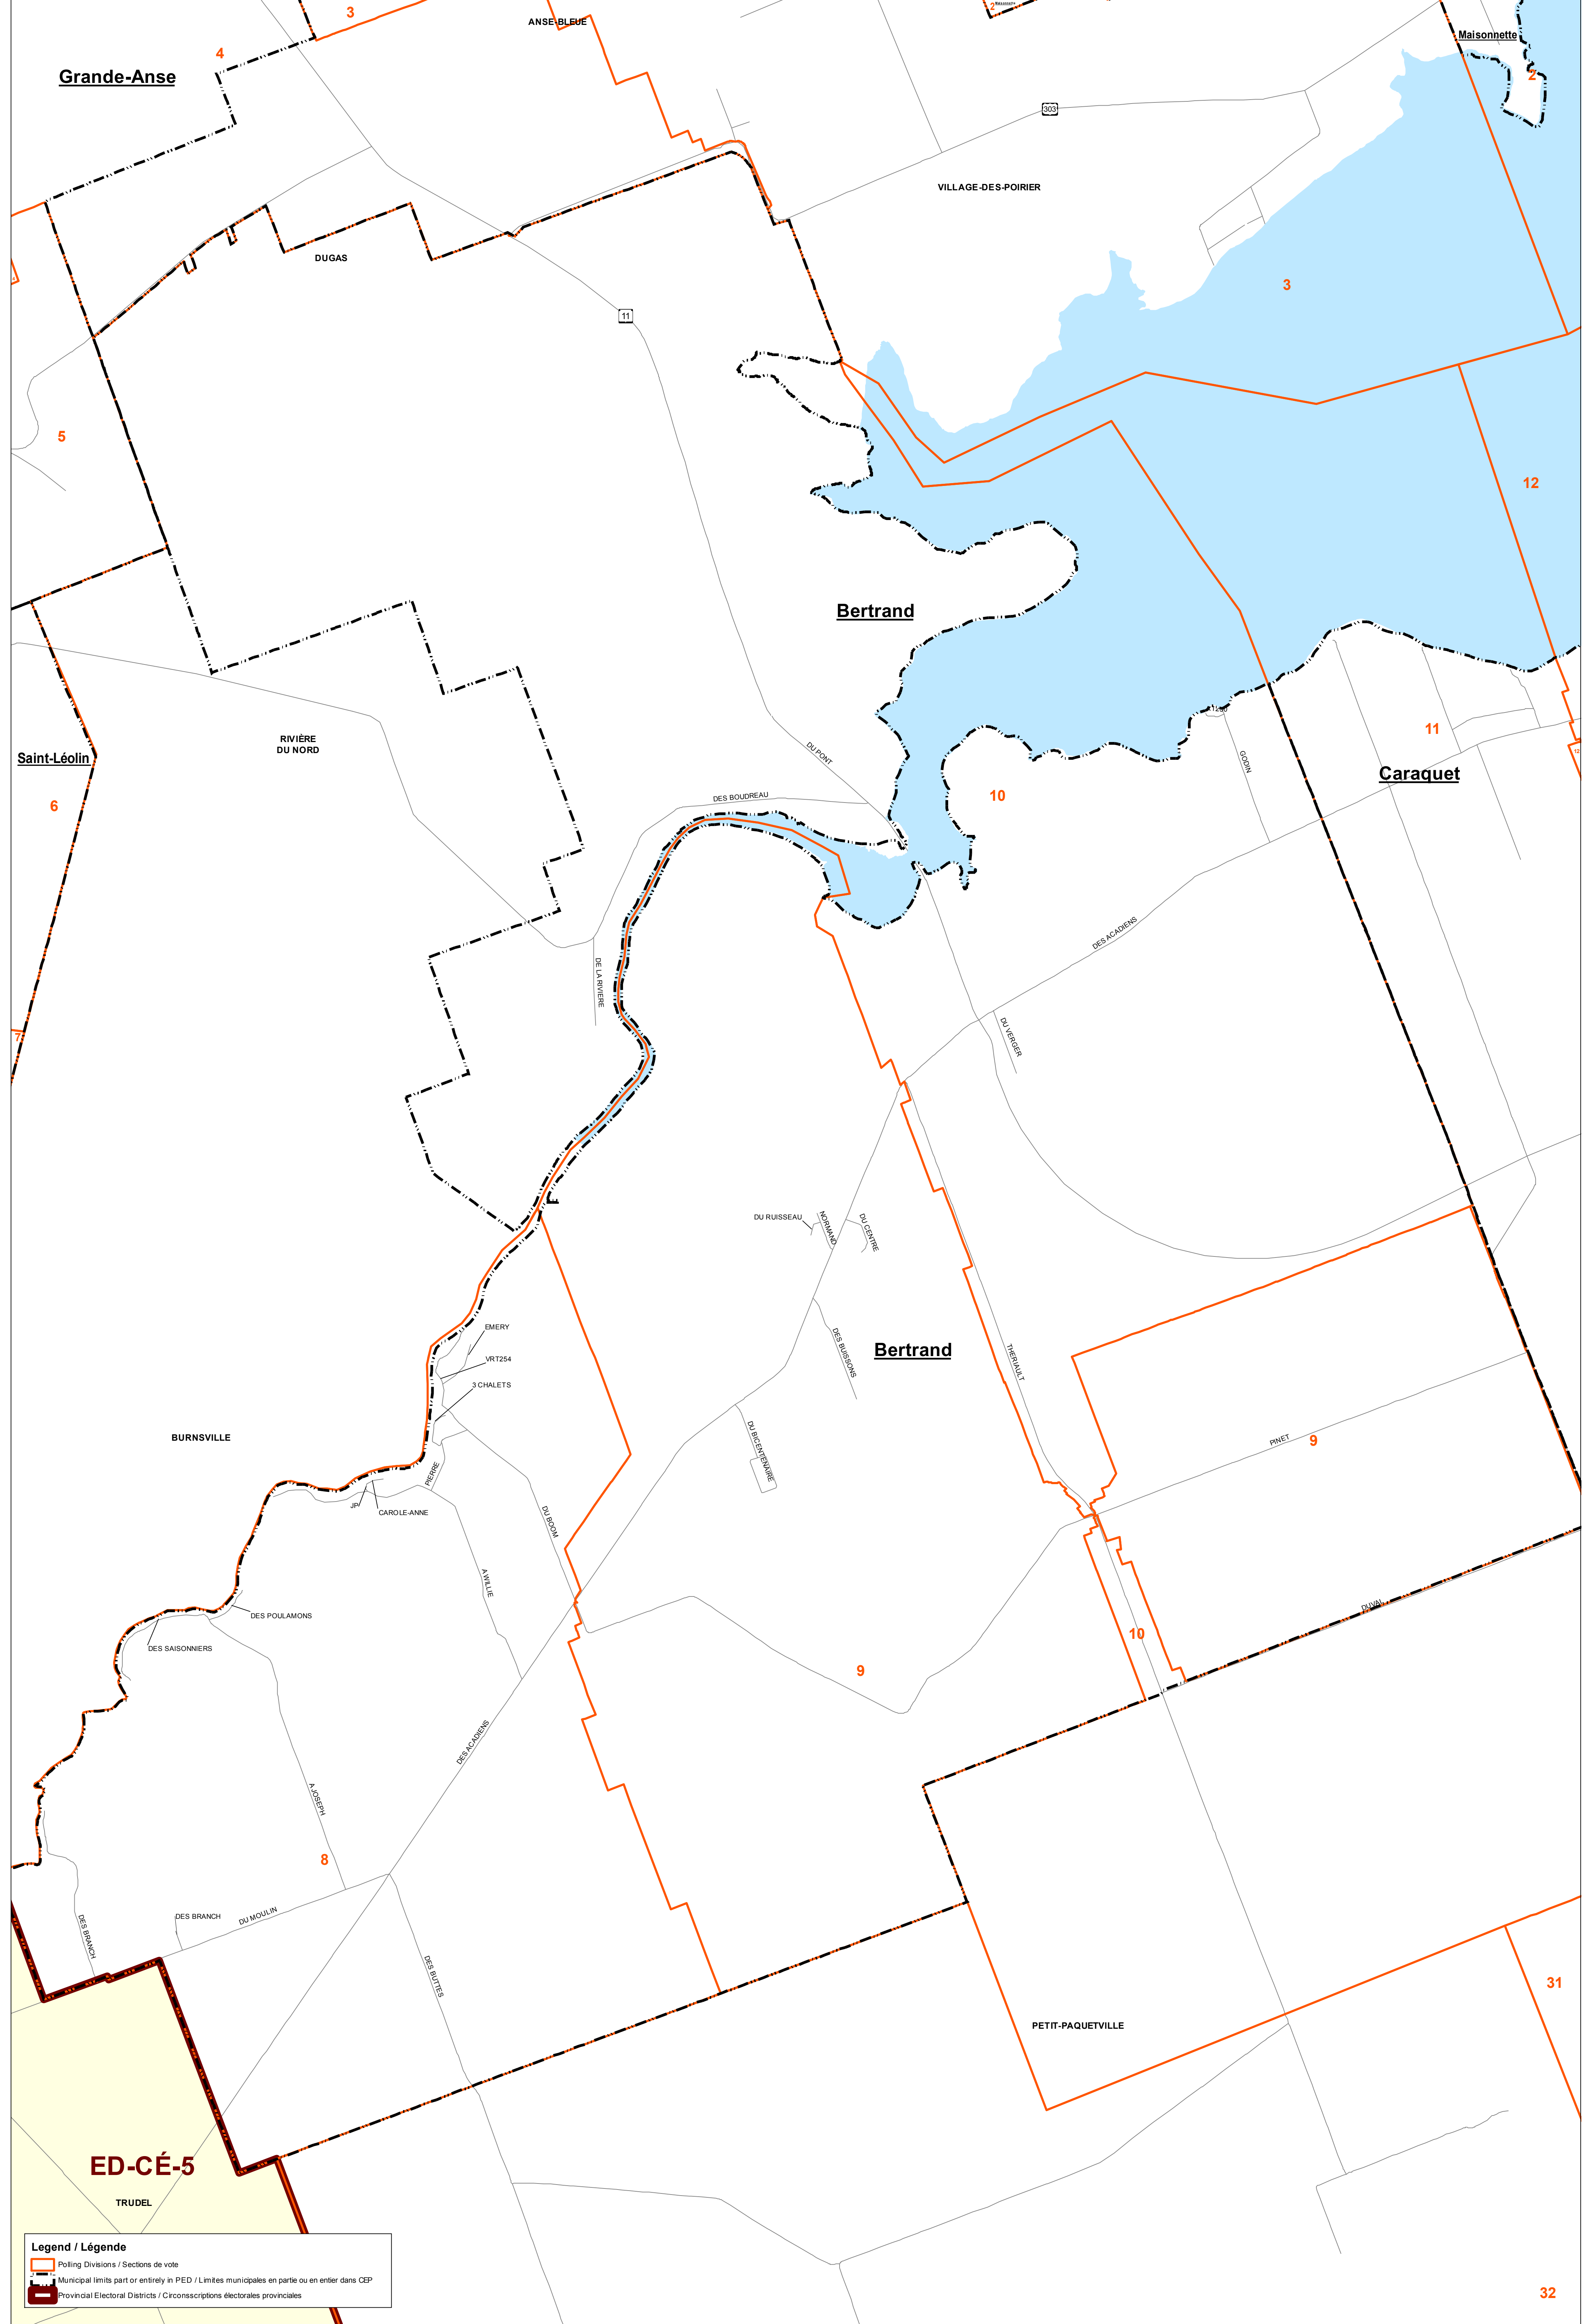 3
ANSE-BLEUE
2
Maisonnette
4
Grande-Anse
2
303
VILLAGE-DES-POIRIER
DUGAS
3
11
5
12
Bertrand
11
RIVIÈRE
DU NORD
DU PONT
Saint-Léolin
GODIN
Caraquet
12
6
DES BOUDREAU
10
DES ACADIENS
DE LA RIVIERE
7
DU VERGER
DU RUISSEAU
NORMAND
DU CENTRE
EMERY
DES BUISSONS
Bertrand
THERIAULT
VRT254
3 CHALETS
BURNSVILLE
PINET
9
DU BICENTENAIRE
PIERRE
JP
CAROLE-ANNE
DU BOOM
A WILLIE
DUVAL
DES POULAMONS
10
DES SAISONNIERS
9
DES ACADIENS
A JOSEPH
8
DES BRANCH
DES BRANCH
DU MOULIN
DES BUTTES
31
PETIT-PAQUETVILLE
ED-CÉ-5
TRUDEL
Legend / Légende
Polling Divisions / Sections de vote
Municipal limits part or entirely in PED / Limites municipales en partie ou en entier dans CEP
Provincial Electoral Districts / Circonsscriptions électorales provinciales
32